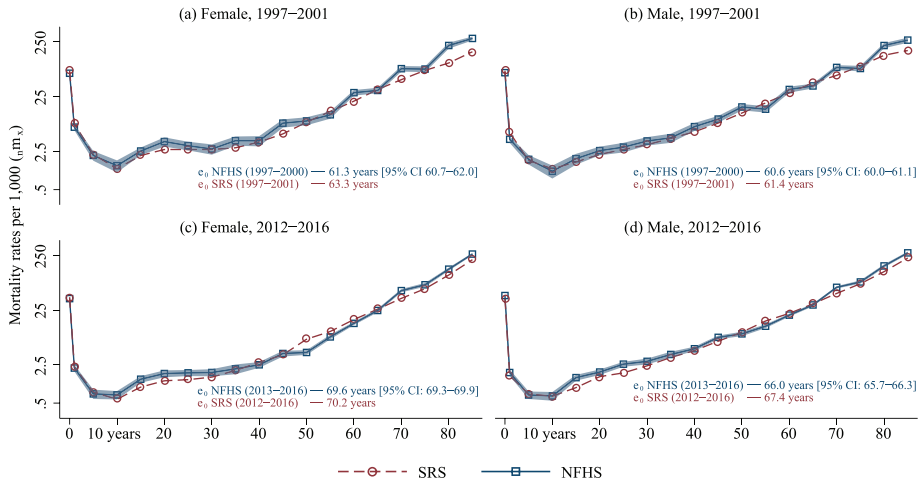 (a) Female, 1997–2001
(b) Male, 1997–2001
Mortality rates per 1,000 (ₙmₓ)
250
25
2.5
.5
e₀ NFHS (1997–2000) — 61.3 years [95% CI 60.7–62.0]
e₀ SRS (1997–2001) — 63.3 years
e₀ NFHS (1997–2000) — 60.6 years [95% CI: 60.0–61.1]
e₀ SRS (1997–2001) — 61.4 years
(c) Female, 2012–2016
(d) Male, 2012–2016
250
25
2.5
.5
e₀ NFHS (2013–2016) — 69.6 years [95% CI: 69.3–69.9]
e₀ SRS (2012–2016) — 70.2 years
e₀ NFHS (2013–2016) — 66.0 years [95% CI: 65.7–66.3]
e₀ SRS (2012–2016) — 67.4 years
0 10 years 20 30 40 50 60 70 80
0 10 years 20 30 40 50 60 70 80
SRS NFHS